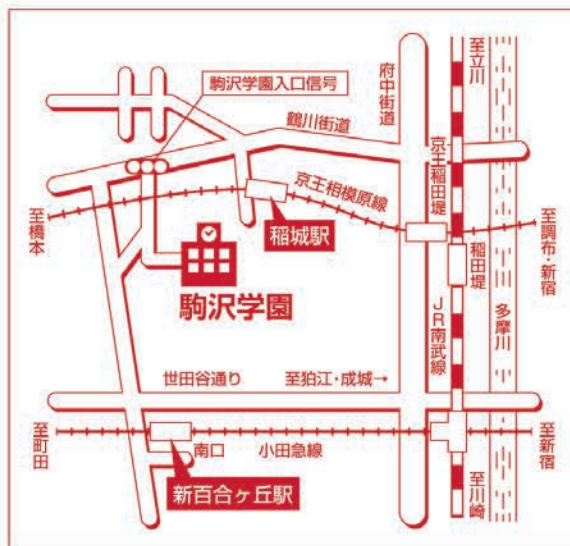 駒沢学園入口信号
府中街道
至立川
鶴川街道
京王稲田堤
京王相模原線
至橋本
稲城駅
至調布・新宿
稲田堤
駒沢学園
JR南武線
多摩川
世田谷通り
至狛江・成城→
至町田
南口
小田急線
至新宿
新百合ヶ丘駅
至川崎